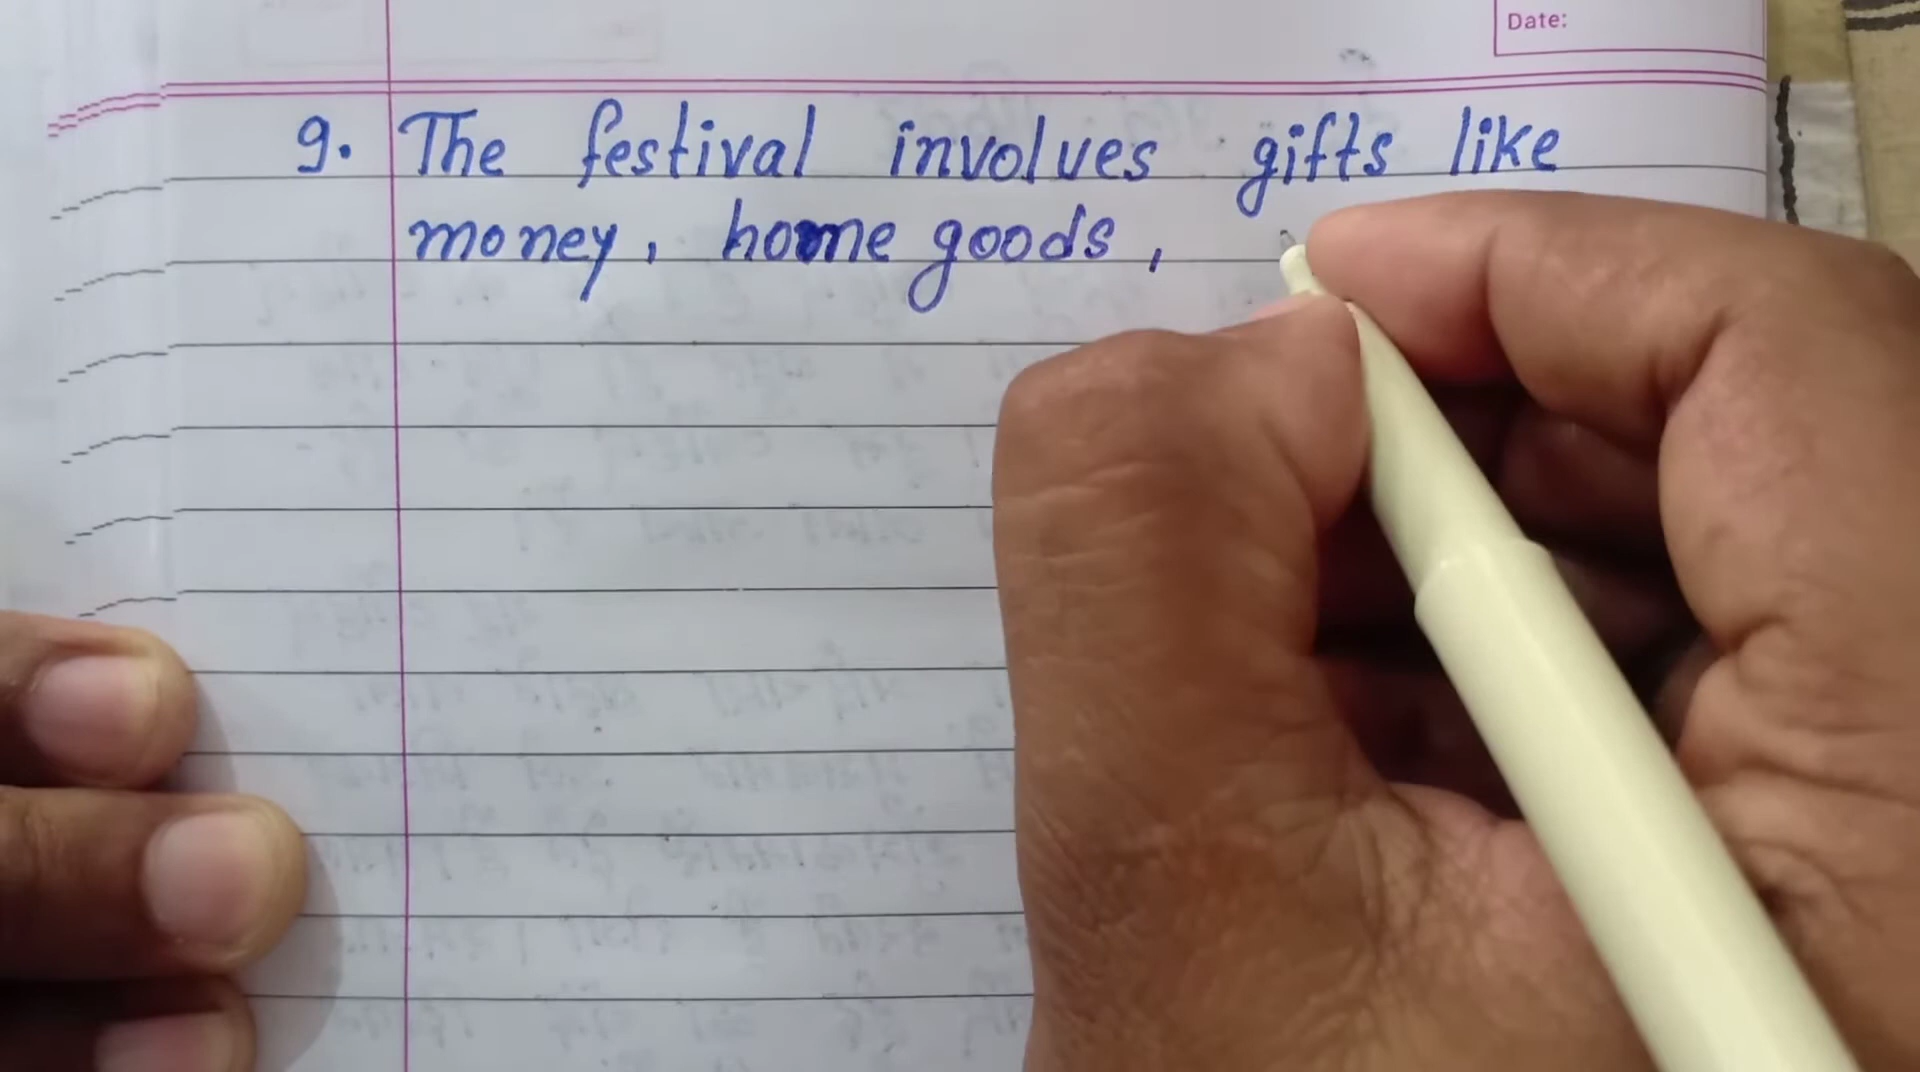 Date:
9. The festival involves gifts like
money, home goods,